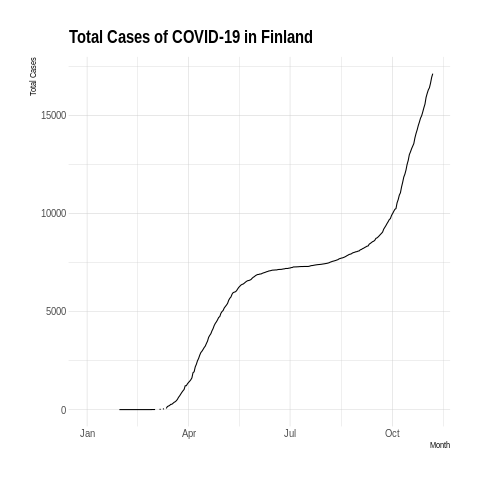 Total Cases of COVID-19 in Finland
Total Cases
15000
10000
5000
0
Jan Apr Jul Oct
Month